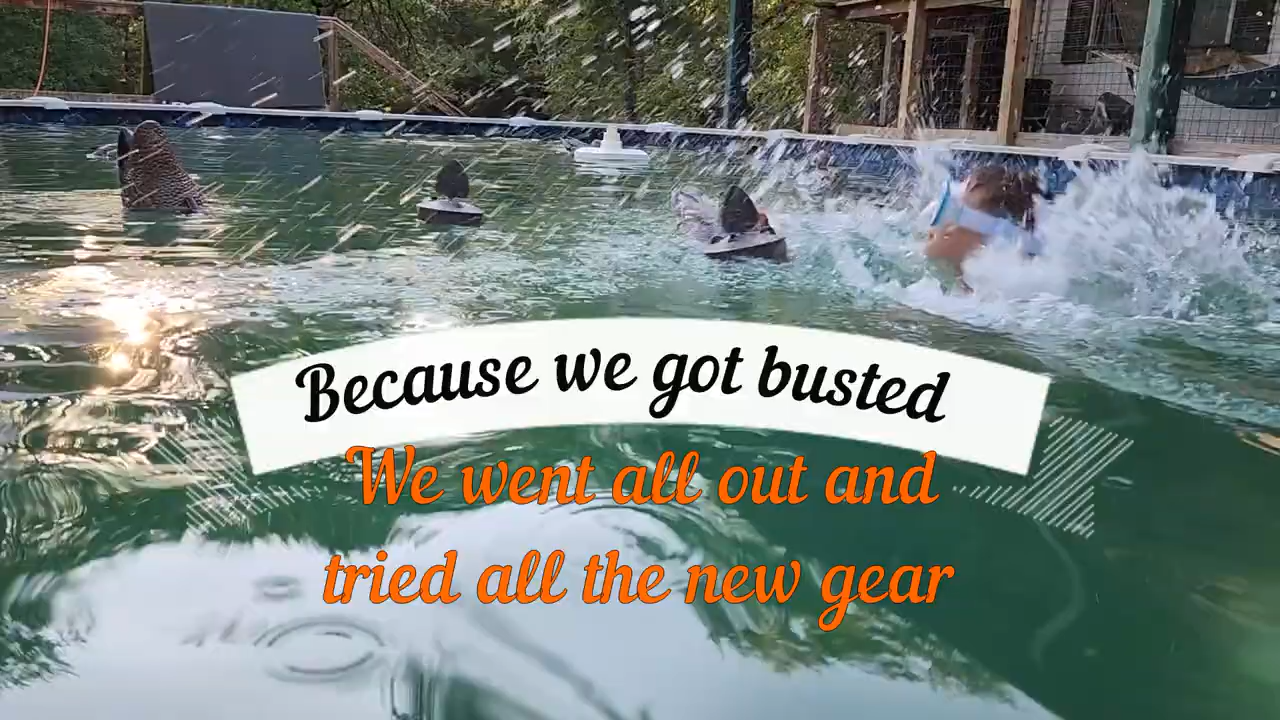 Because we got busted
We went all out and
tried all the new gear